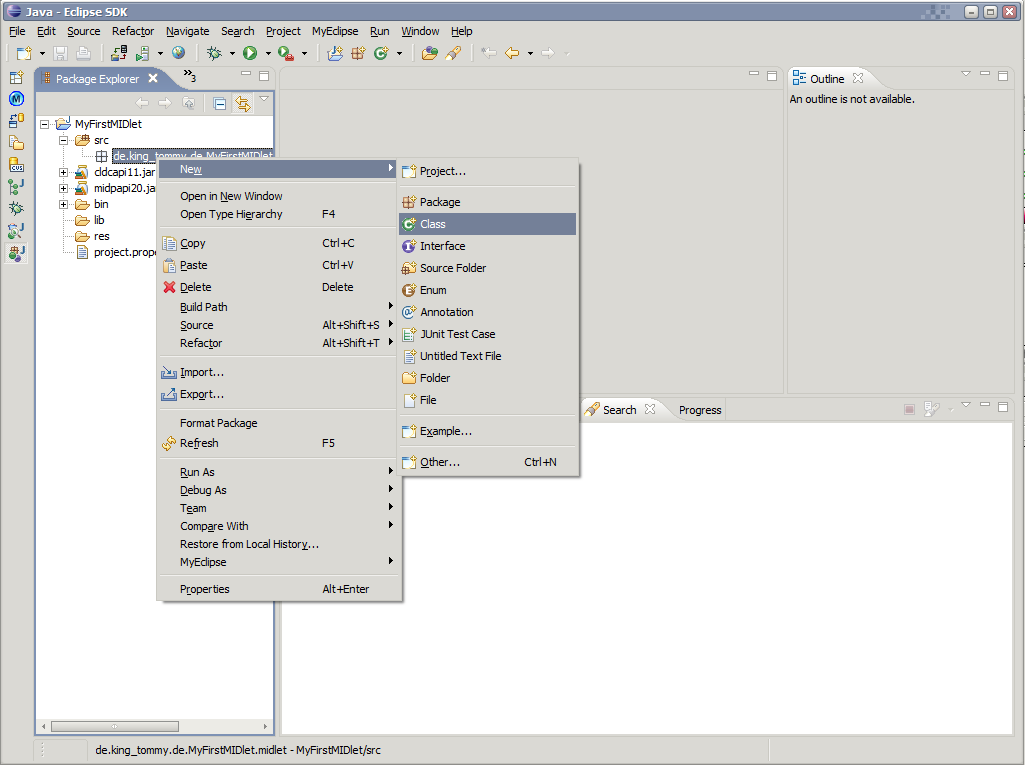 Java - Eclipse SDK
File Edit Source Refactor Navigate Search Project MyEclipse Run Window Help
Package Explorer
»3
Outline
An outline is not available.
MyFirstMIDlet
src
de.king_tommy.de.MyFirstMIDlet
cldcapi11.jar
midpapi20.ja
bin
lib
res
project.prope
New
Open in New Window
Open Type Hierarchy F4
Copy Ctrl+C
Paste Ctrl+V
Delete Delete
Build Path
Source Alt+Shift+S
Refactor Alt+Shift+T
Import...
Export...
Format Package
Refresh F5
Run As
Debug As
Team
Compare With
Restore from Local History...
MyEclipse
Properties Alt+Enter
Project...
Package
Class
Interface
Source Folder
Enum
Annotation
JUnit Test Case
Untitled Text File
Folder
File
Example...
Other... Ctrl+N
Search
Progress
de.king_tommy.de.MyFirstMIDlet.midlet - MyFirstMIDlet/src